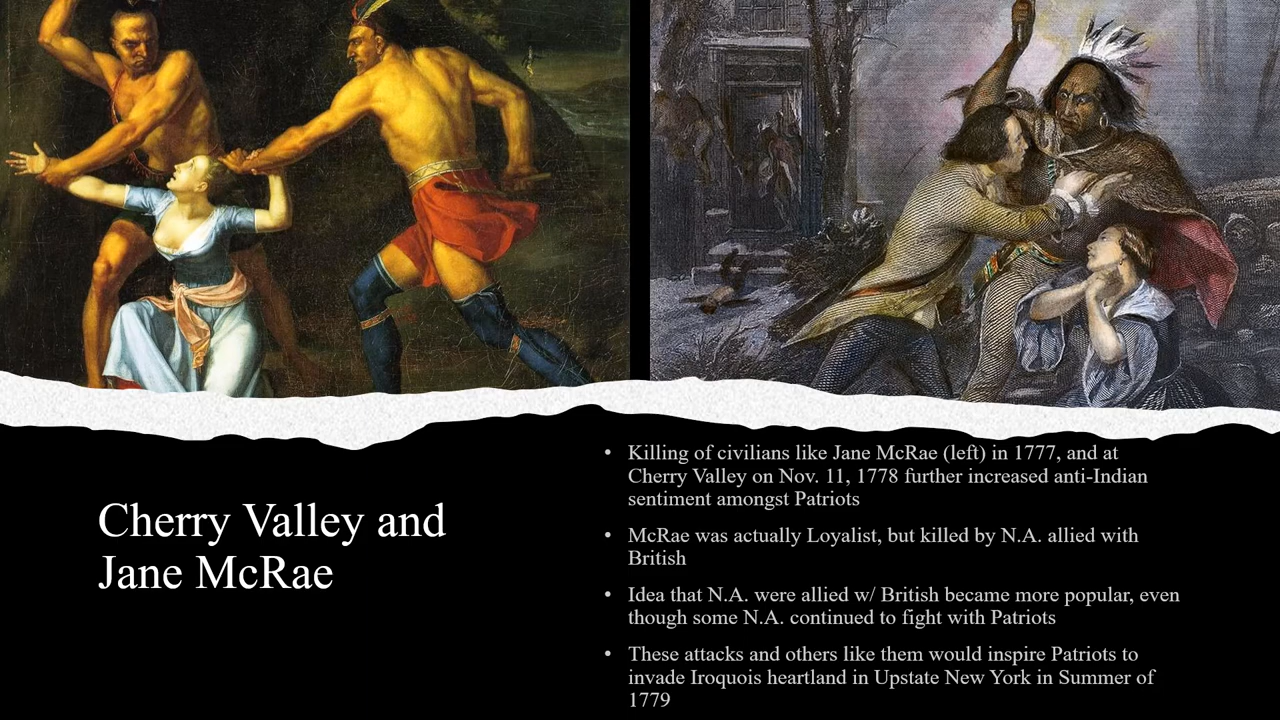 Cherry Valley and
Jane McRae
• Killing of civilians like Jane McRae (left) in 1777, and at
Cherry Valley on Nov. 11, 1778 further increased anti-Indian
sentiment amongst Patriots
• McRae was actually Loyalist, but killed by N.A. allied with
British
• Idea that N.A. were allied w/ British became more popular, even
though some N.A. continued to fight with Patriots
• These attacks and others like them would inspire Patriots to
invade Iroquois heartland in Upstate New York in Summer of
1779